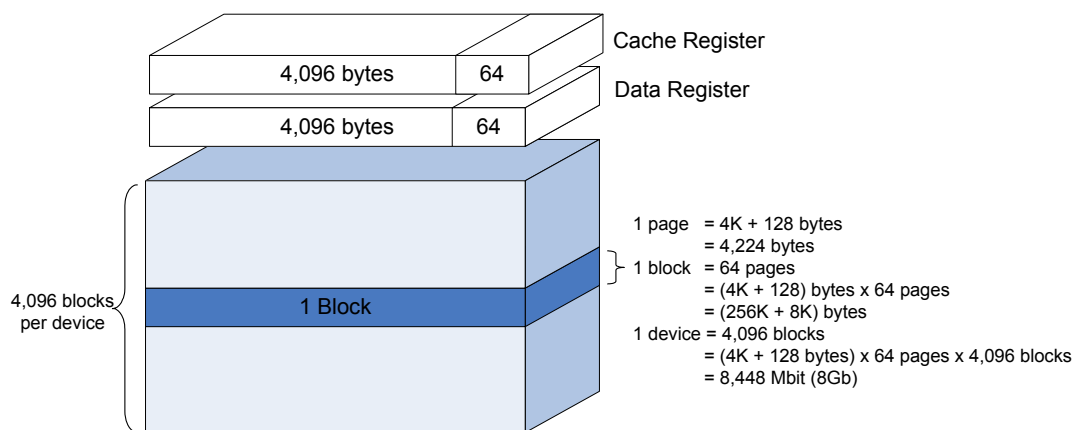 Cache Register
4,096 bytes 64
Data Register
4,096 bytes 64
1 page = 4K + 128 bytes
= 4,224 bytes
1 block = 64 pages
= (4K + 128) bytes x 64 pages
= (256K + 8K) bytes
1 device = 4,096 blocks
= (4K + 128 bytes) x 64 pages x 4,096 blocks
= 8,448 Mbit (8Gb)
4,096 blocks
per device
1 Block